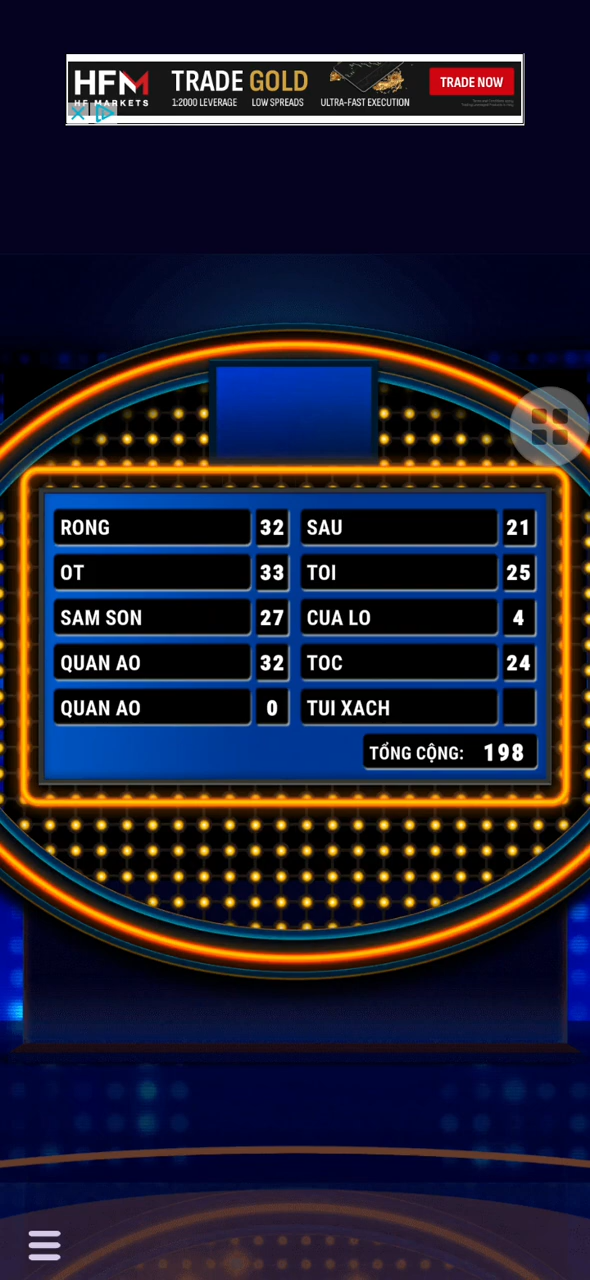 HFM
HF MARKETS
TRADE GOLD
1:2000 LEVERAGE LOW SPREADS ULTRA-FAST EXECUTION
TRADE NOW
RONG 32 SAU 21
OT 33 TOI 25
SAM SON 27 CUA LO 4
QUAN AO 32 TOC 24
QUAN AO 0 TUI XACH
TỔNG CỘNG: 198